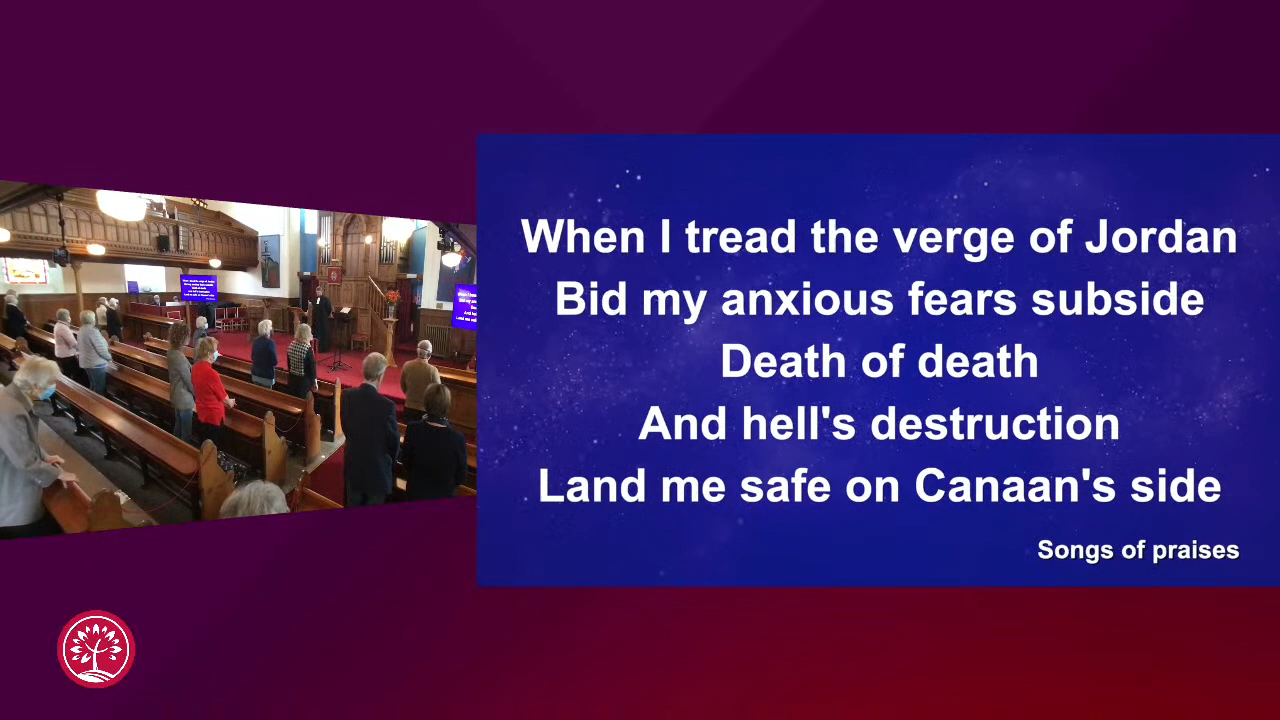 When I tread the verge of Jordan
Bid my anxious fears subside
Death of death
And hell's destruction
Land me safe on Canaan's side
Songs of praises